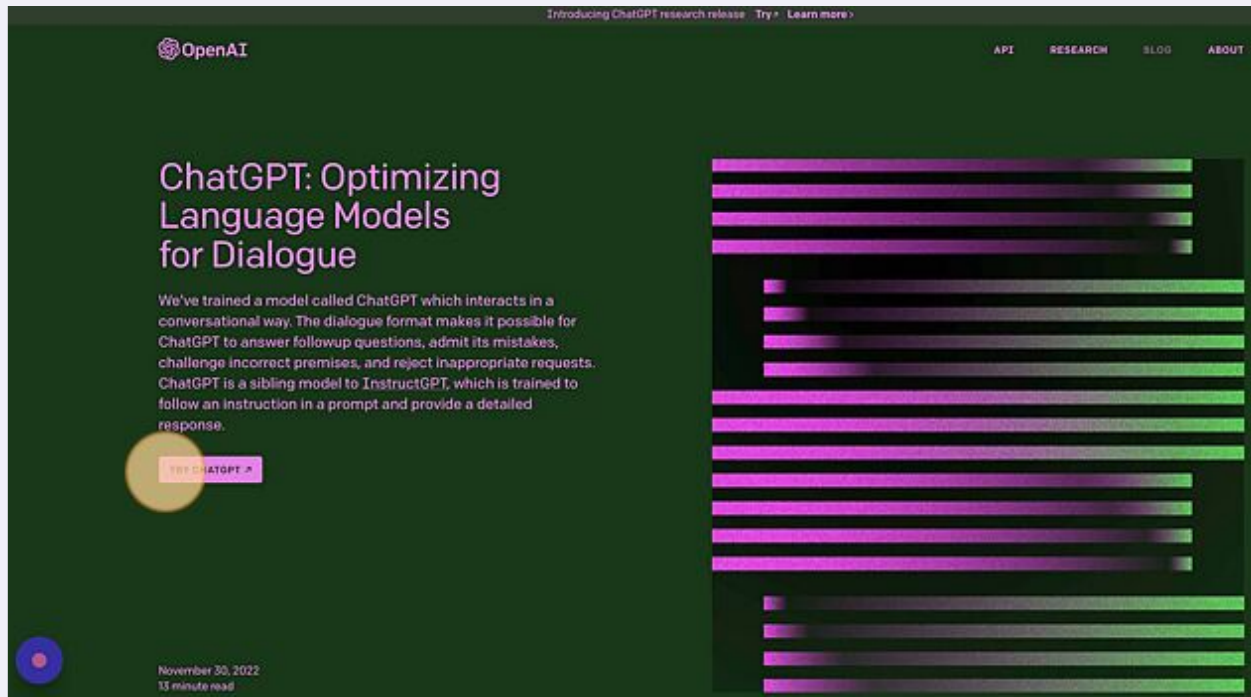 Introducing ChatGPT research release Try ↗ Learn more ›
OpenAI
API RESEARCH BLOG ABOUT
ChatGPT: Optimizing
Language Models
for Dialogue
We've trained a model called ChatGPT which interacts in a
conversational way. The dialogue format makes it possible for
ChatGPT to answer followup questions, admit its mistakes,
challenge incorrect premises, and reject inappropriate requests.
ChatGPT is a sibling model to InstructGPT, which is trained to
follow an instruction in a prompt and provide a detailed
response.
TRY CHATGPT ↗
November 30, 2022
13 minute read